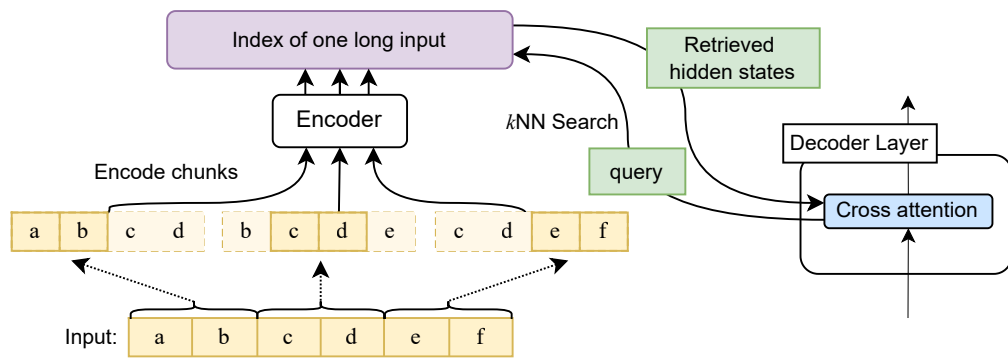 Index of one long input
Retrieved
hidden states
Encoder
kNN Search
Decoder Layer
Encode chunks
query
Cross attention
a b c d b c d e c d e f
Input: a b c d e f